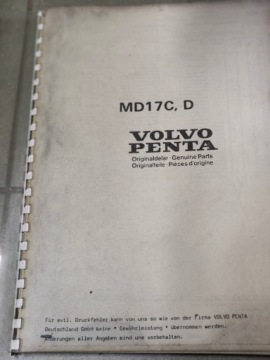 MD17C, D
VOLVO
PENTA
Originaldelar · Genuine Parts
Originalteile · Pièces d'origine
Für evtl. Druckfehler kann von uns so wie von der Firma VOLVO PENTA
Deutschland GmbH keine • Gewährleistung • übernommen werden.
Änderungen aller Angaben sind uns vorbehalten.